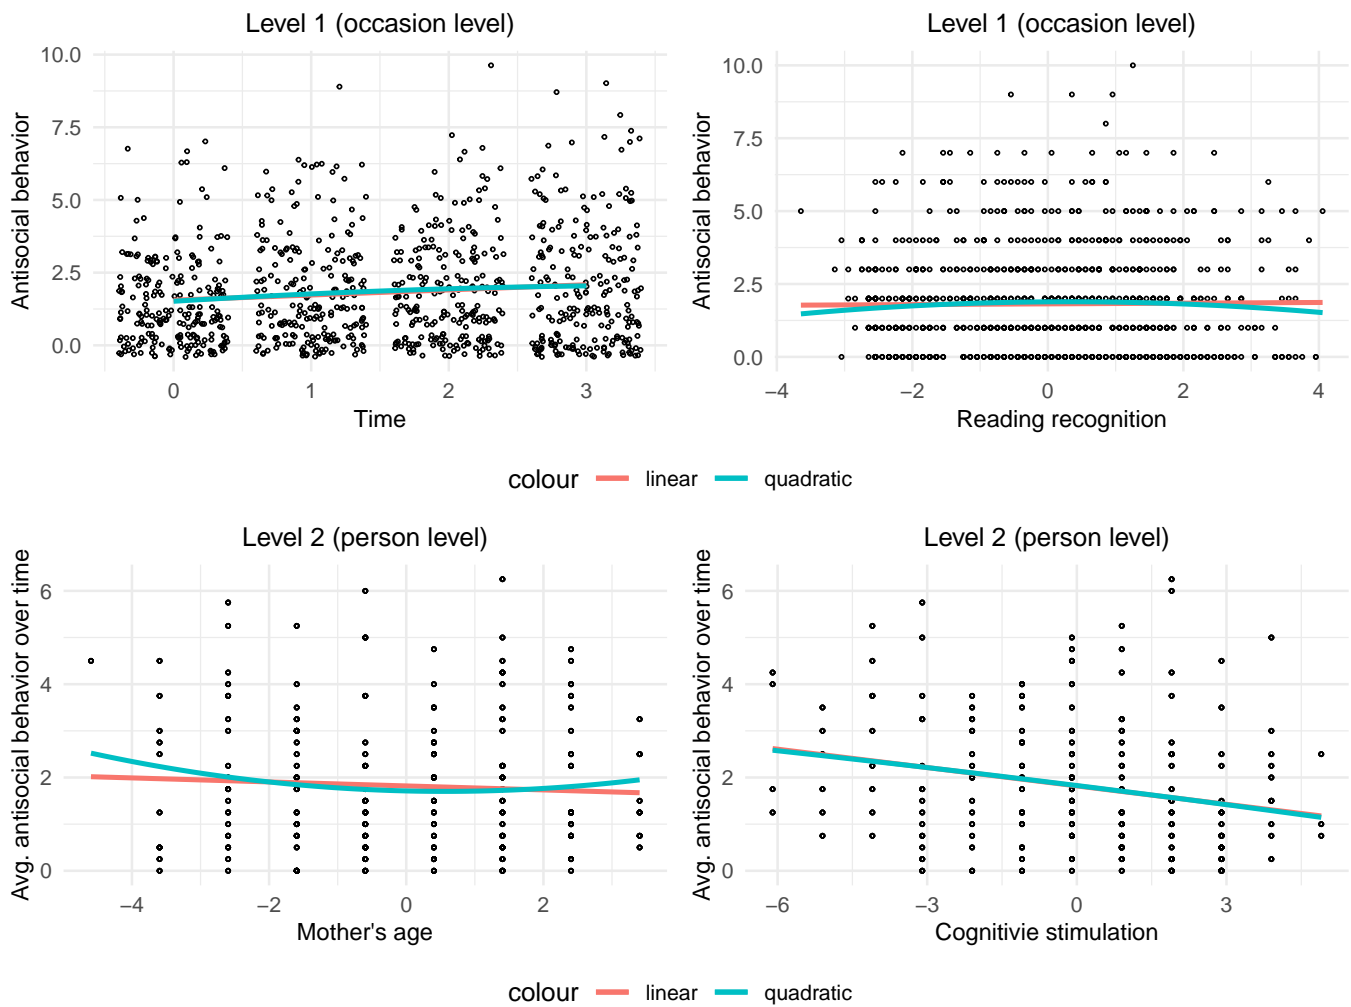 Level 1 (occasion level)
Antisocial behavior
10.0
7.5
5.0
2.5
0.0
0 1 2 3
Time
Level 1 (occasion level)
Antisocial behavior
10.0
7.5
5.0
2.5
0.0
−4 −2 0 2 4
Reading recognition
colour linear quadratic
Level 2 (person level)
Avg. antisocial behavior over time
6
4
2
0
−4 −2 0 2
Mother's age
Level 2 (person level)
Avg. antisocial behavior over time
6
4
2
0
−6 −3 0 3
Cognitivie stimulation
colour linear quadratic